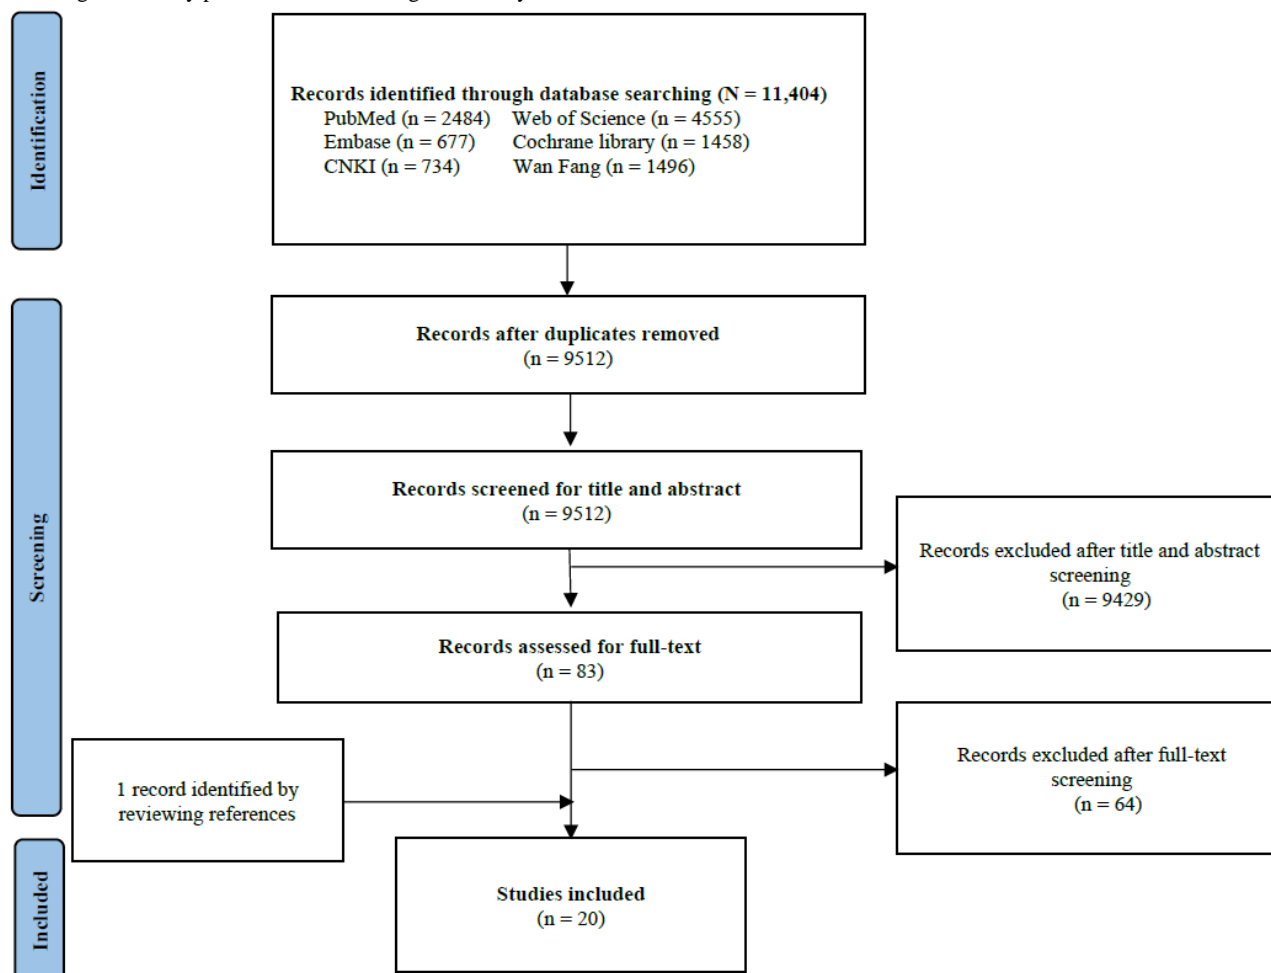 Identification
Records identified through database searching (N = 11,404)
PubMed (n = 2484) Web of Science (n = 4555)
Embase (n = 677) Cochrane library (n = 1458)
CNKI (n = 734) Wan Fang (n = 1496)
Records after duplicates removed
(n = 9512)
Screening
Records screened for title and abstract
(n = 9512)
Records excluded after title and abstract
screening
(n = 9429)
Records assessed for full-text
(n = 83)
Records excluded after full-text
screening
(n = 64)
1 record identified by
reviewing references
Included
Studies included
(n = 20)